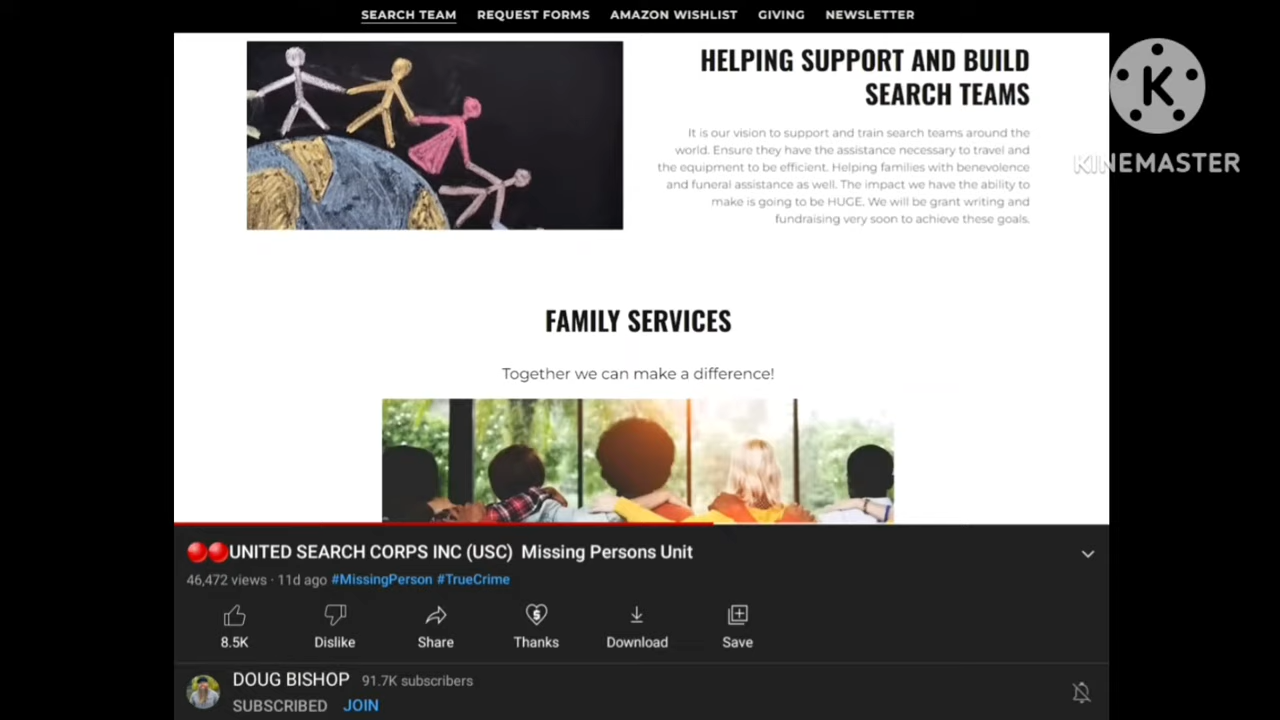 SEARCH TEAM REQUEST FORMS AMAZON WISHLIST GIVING NEWSLETTER
HELPING SUPPORT AND BUILD
SEARCH TEAMS
It is our vision to support and train search teams around the
world. Ensure they have the assistance necessary to travel and
the equipment to be efficient. Helping families with benevolence
and funeral assistance as well. The impact we have the ability to
make is going to be HUGE. We will be grant writing and
fundraising very soon to achieve these goals.
K
KINEMASTER
FAMILY SERVICES
Together we can make a difference!
UNITED SEARCH CORPS INC (USC) Missing Persons Unit
46,472 views · 11d ago #MissingPerson #TrueCrime
8.5K Dislike Share Thanks Download Save
DOUG BISHOP 91.7K subscribers
SUBSCRIBED JOIN